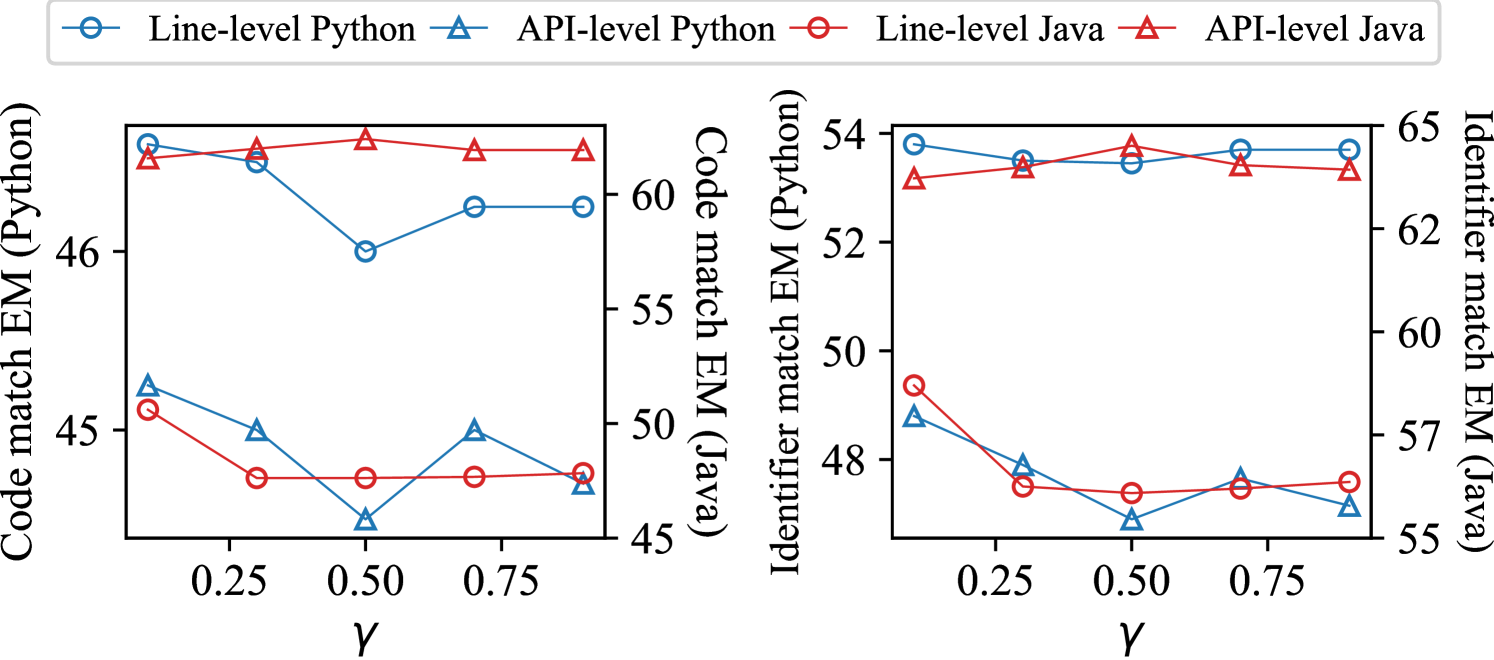 Line-level Python API-level Python Line-level Java API-level Java
Code match EM (Python)
46
45
60
55
50
45
Code match EM (Java)
0.25 0.50 0.75
γ
Identifier match EM (Python)
54
52
50
48
65
62
60
57
55
Identifier match EM (Java)
0.25 0.50 0.75
γ